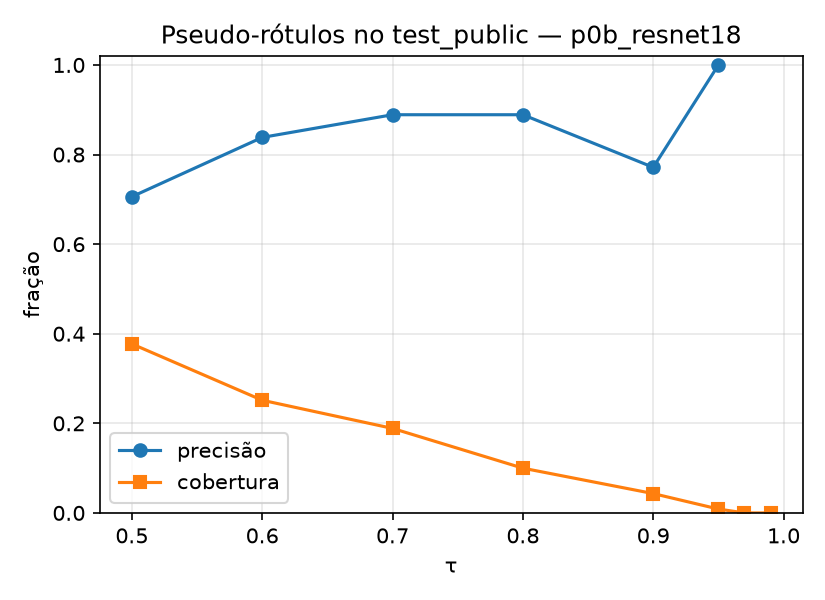 Pseudo-rótulos no test_public — p0b_resnet18
1.0
0.8
0.6
0.4
0.2
0.0
fração
precisão
cobertura
0.5 0.6 0.7 0.8 0.9 1.0
τ